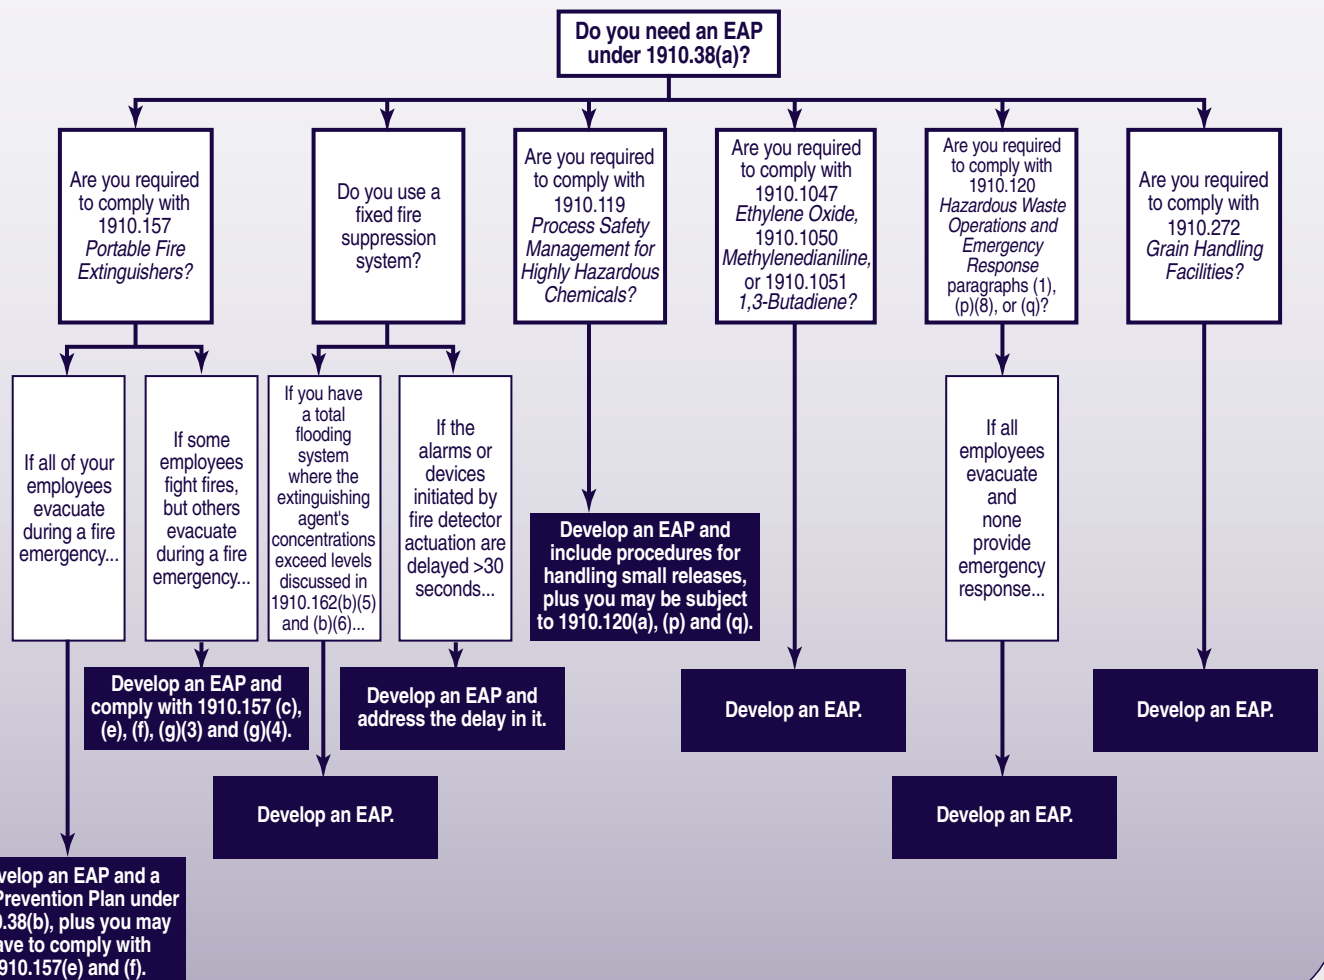 Do you need an EAP
under 1910.38(a)?
Are you required
to comply with
1910.157
Portable Fire
Extinguishers?
Do you use a
fixed fire
suppression
system?
Are you required
to comply with
1910.119
Process Safety
Management for
Highly Hazardous
Chemicals?
Are you required
to comply with
1910.1047
Ethylene Oxide,
1910.1050
Methylenedianiline,
or 1910.1051
1,3-Butadiene?
Are you required
to comply with
1910.120
Hazardous Waste
Operations and
Emergency
Response
paragraphs (1),
(p)(8), or (q)?
Are you required
to comply with
1910.272
Grain Handling
Facilities?
If all of your
employees
evacuate
during a fire
emergency...
If some
employees
fight fires,
but others
evacuate
during a fire
emergency...
If you have
a total
flooding
system
where the
extinguishing
agent's
concentrations
exceed levels
discussed in
1910.162(b)(5)
and (b)(6)...
If the
alarms or
devices
initiated by
fire detector
actuation are
delayed >30
seconds...
Develop an EAP and
include procedures for
handling small releases,
plus you may be subject
to 1910.120(a), (p) and (q).
If all
employees
evacuate
and
none
provide
emergency
response...
Develop an EAP and
comply with 1910.157 (c),
(e), (f), (g)(3) and (g)(4).
Develop an EAP and
address the delay in it.
Develop an EAP.
Develop an EAP.
Develop an EAP.
Develop an EAP.
an EAP and a
Prevention Plan under
plus you may
to comply with
and (f).